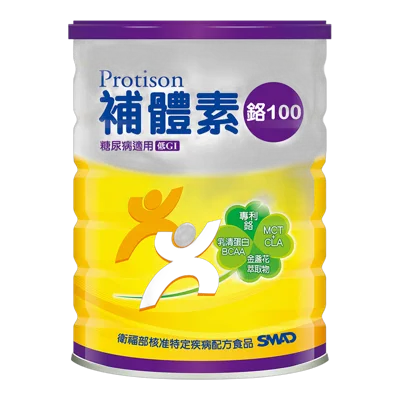 Protison
補體素
鉻100
糖尿病適用 低GI
專利
鉻
乳清蛋白
BCAA
MCT
+
CLA
金盞花
萃取物
衛福部核准特定疾病配方食品
SMAD